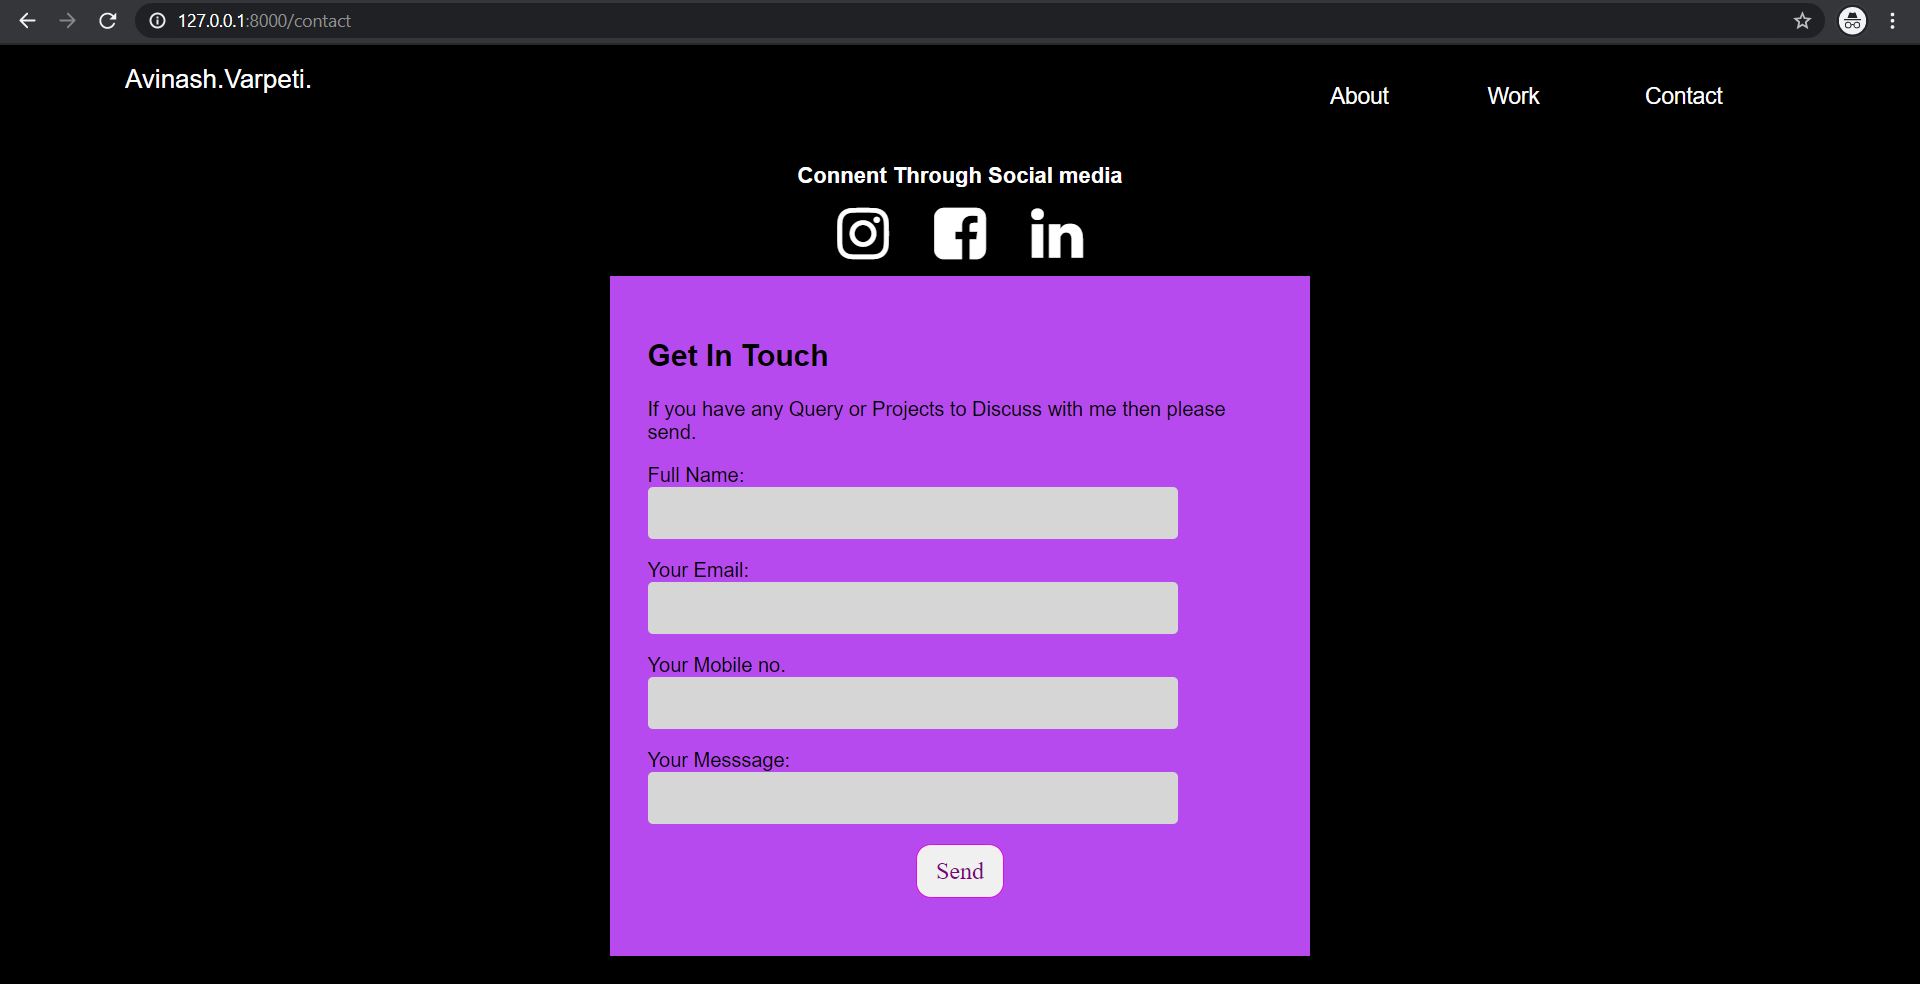 127.0.0.1:8000/contact
Avinash.Varpeti.
About Work Contact
Connent Through Social media
Get In Touch
If you have any Query or Projects to Discuss with me then please
send.
Full Name:
Your Email:
Your Mobile no.
Your Messsage:
Send